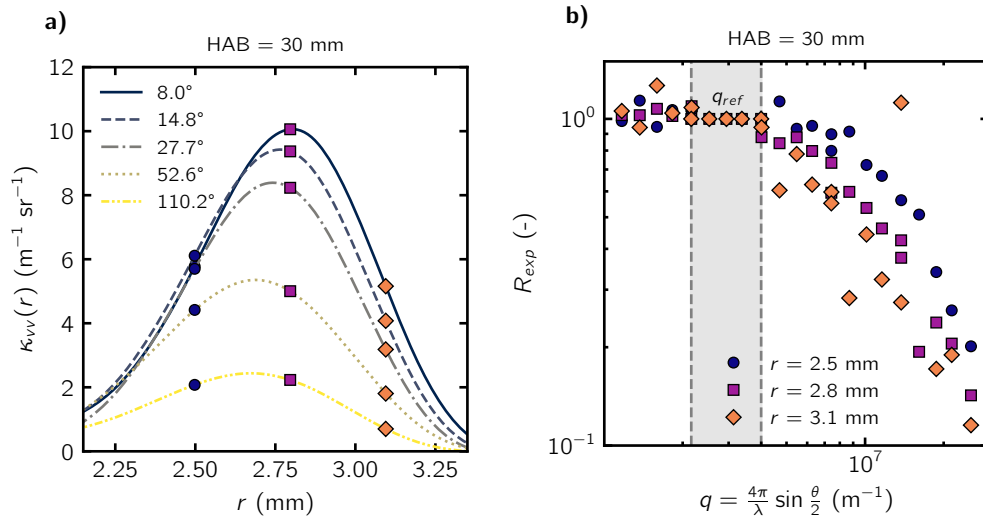 a)
HAB = 30 mm
κvv(r) (m⁻¹ sr⁻¹)
12
10
8
6
4
2
0
8.0°
14.8°
27.7°
52.6°
110.2°
2.25
2.50
2.75
3.00
3.25
r (mm)
b)
HAB = 30 mm
R_exp (-)
10⁰
10⁻¹
q_ref
r = 2.5 mm
r = 2.8 mm
r = 3.1 mm
10⁷
q = 4π/λ sin θ/2 (m⁻¹)